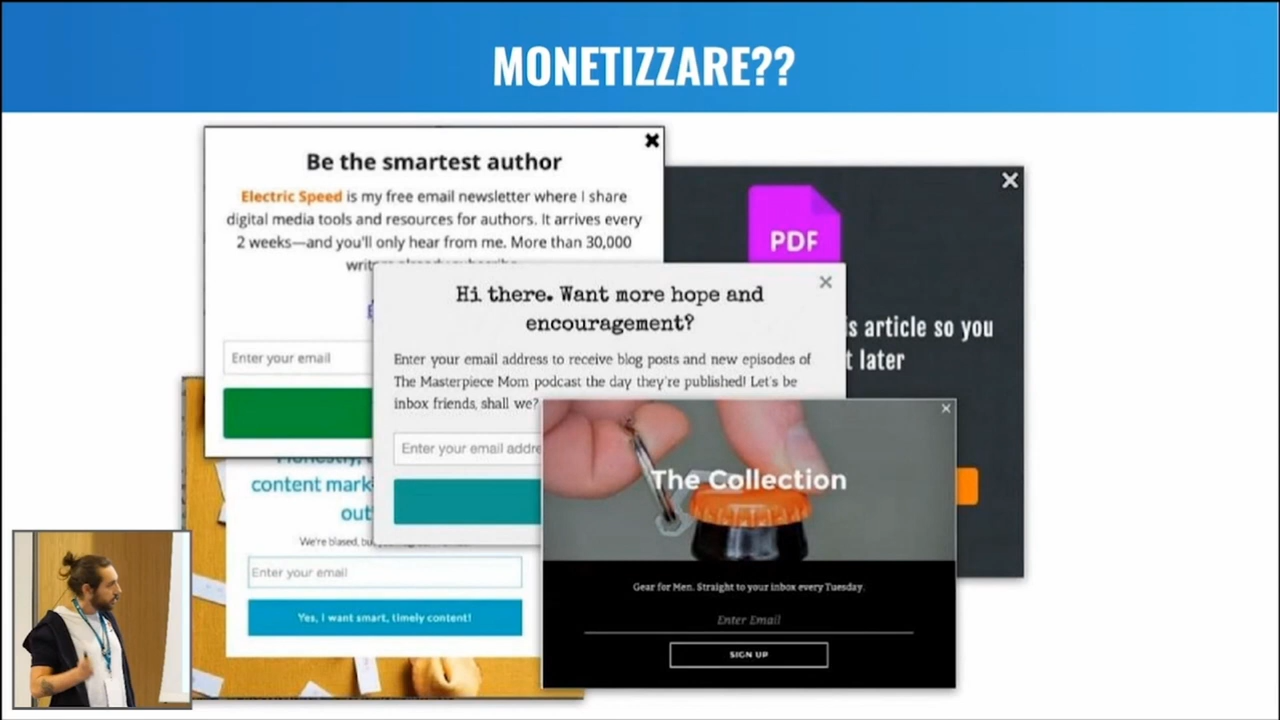 MONETIZZARE??
Be the smartest author
Electric Speed is my free email newsletter where I share
digital media tools and resources for authors. It arrives every
2 weeks—and you'll only hear from me. More than 30,000
Enter your email
PDF
is article so you
later
Hi there. Want more hope and
encouragement?
Enter your email address to receive blog posts and new episodes of
The Masterpiece Mom podcast the day they're published! Let's be
inbox friends, shall we?
Enter your email addre
content mark
out
We're biased,
Enter your email
Yes, I want smart, timely content!
The Collection
Gear for Men. Straight to your inbox every Tuesday.
Enter Email
SIGN UP